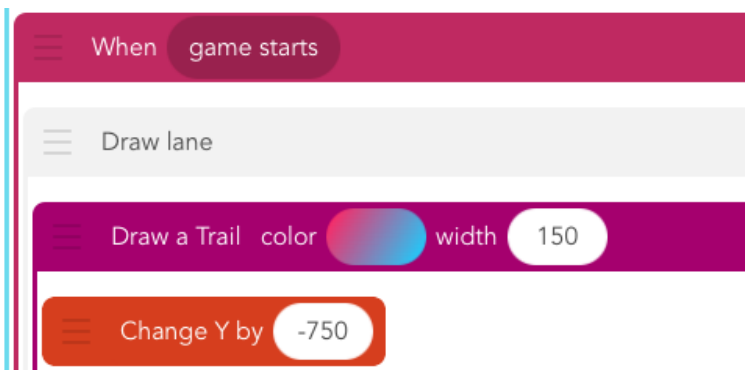 When game starts
Draw lane
Draw a Trail color width 150
Change Y by -750